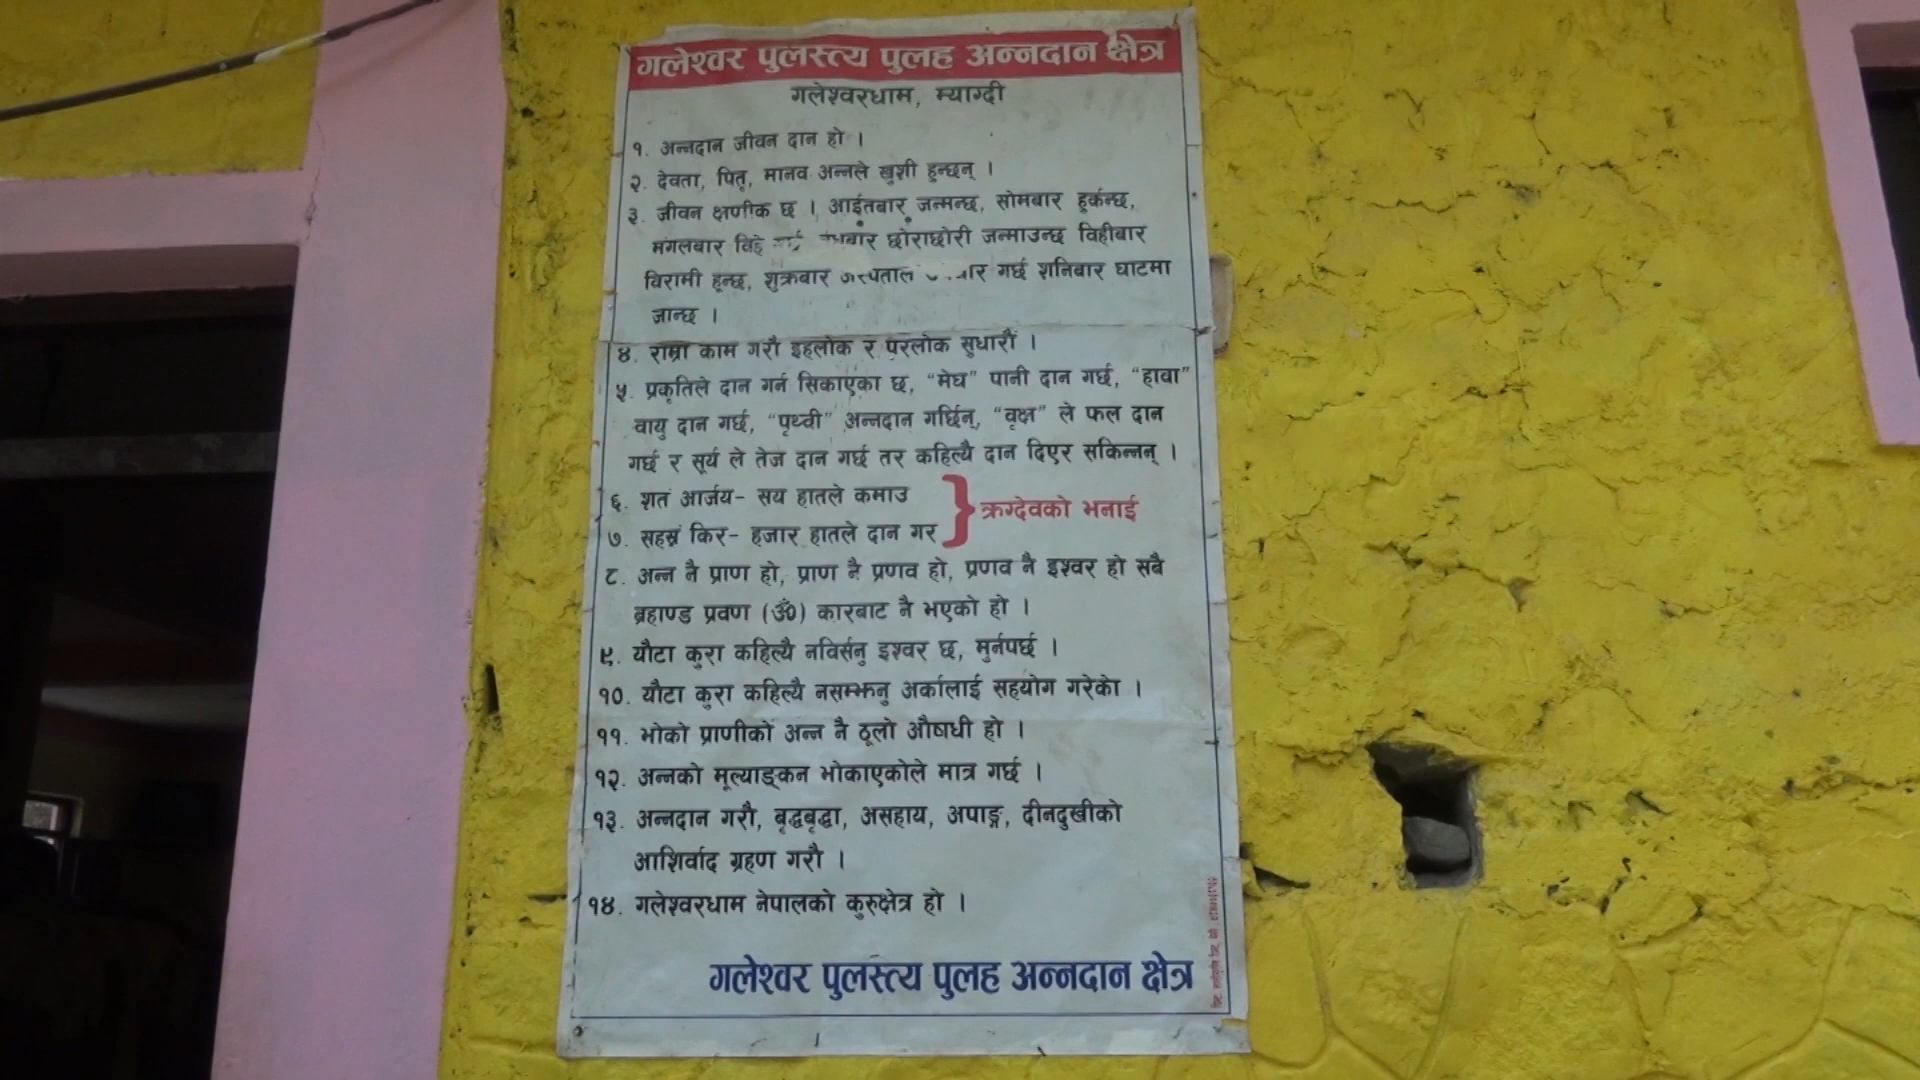 गलेश्वर पुलस्त्य पुलह अन्नदान क्षेत्र
गलेश्वरधाम, म्याग्दी
१. अन्नदान जीवन दान हो ।
२. देवता, पितृ, मानव अन्नले खुशी हुन्छन् ।
३. जीवन क्षणीक छ । आईतबार जन्मन्छ, सोमबार हुर्कन्छ,
मंगलबार छोराछोरी जन्माउन्छ विहीबार
विरामी हून्छ, शुक्रबार अस्पताल गर्छ शनिबार घाटमा
जान्छ ।
४. राम्रा काम गरौ इहलोक र परलोक सुधारौं ।
५. प्रकृतिले दान गर्न सिकाएका छ, "मेघ" पानी दान गर्छ, "हावा"
वायु दान गर्छ, "पृथ्वी" अन्नदान गर्छिन्, "वृक्ष" ले फल दान
गर्छ र सूर्य ले तेज दान गर्छ तर कहिल्यै दान दिएर सकिन्नन् ।
६. शतं आर्जय- सय हातले कमाउ
७. सहस्रं किर- हजार हातले दान गर
ऋग्देवको भनाई
८. अन्न नै प्राण हो, प्राण नै प्रणव हो, प्रणव नै इश्वर हो सबै
ब्रहाण्ड प्रवण (ॐ) कारबाट नै भएको हो ।
९. यौटा कुरा कहिल्यै नविर्सनु इश्वर छ, मुर्नपर्छ ।
१०. यौटा कुरा कहिल्यै नसम्झनु अर्कालाई सहयोग गरेको ।
११. भोको प्राणीको अन्न नै ठूलो औषधी हो ।
१२. अन्नको मूल्याङ्कन भोकाएकोले मात्र गर्छ ।
१३. अन्नदान गरौ, बृद्धबृद्धा, असहाय, अपाङ्ग, दीनदुखीको
आशिर्वाद ग्रहण गरौ ।
१४. गलेश्वरधाम नेपालको कुरुक्षेत्र हो ।
गलेश्वर पुलस्त्य पुलह अन्नदान क्षेत्र